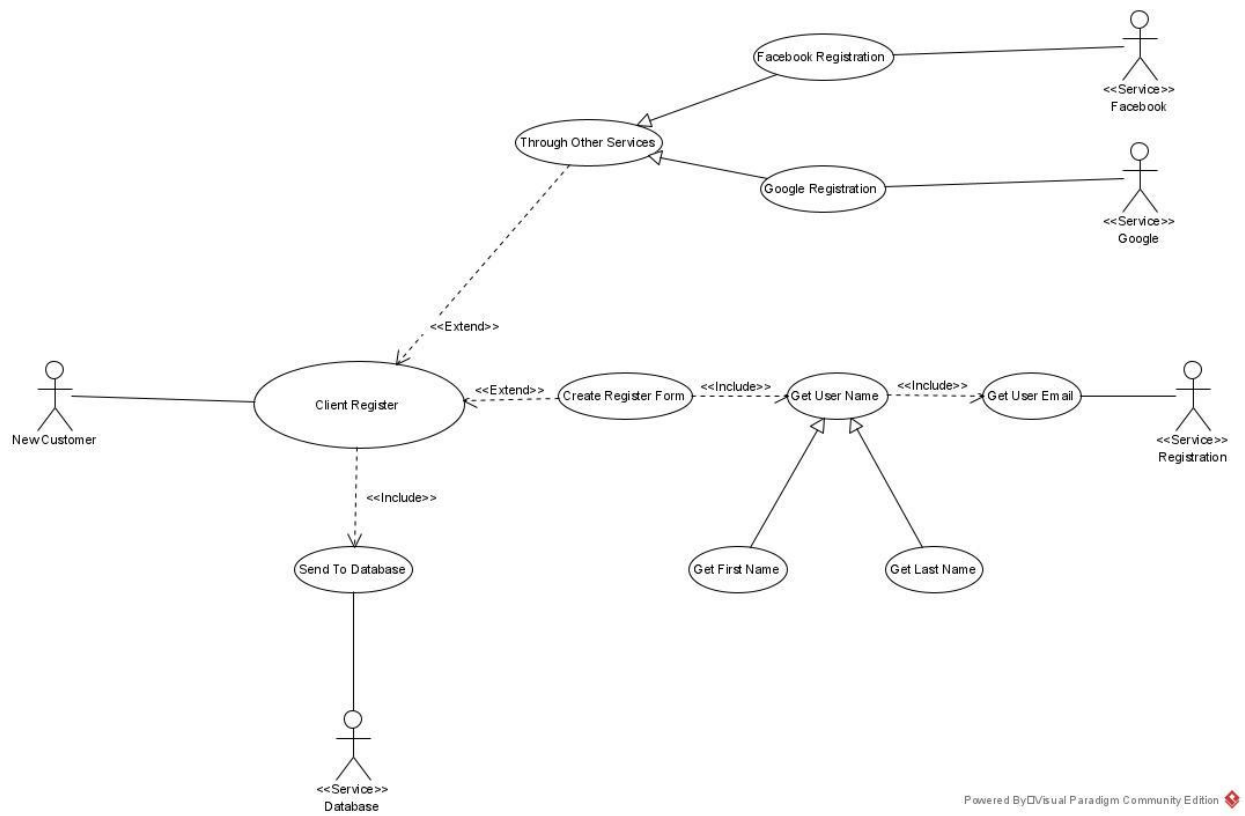 Facebook Registration
<<Service>>
Facebook
Through Other Services
Google Registration
<<Service>>
Google
<<Extend>>
New Customer
Client Register
<<Extend>>
Create Register Form
<<Include>>
Get User Name
<<Include>>
Get User Email
<<Service>>
Registration
<<Include>>
Send To Database
Get First Name
Get Last Name
<<Service>>
Database
Powered By□Visual Paradigm Community Edition